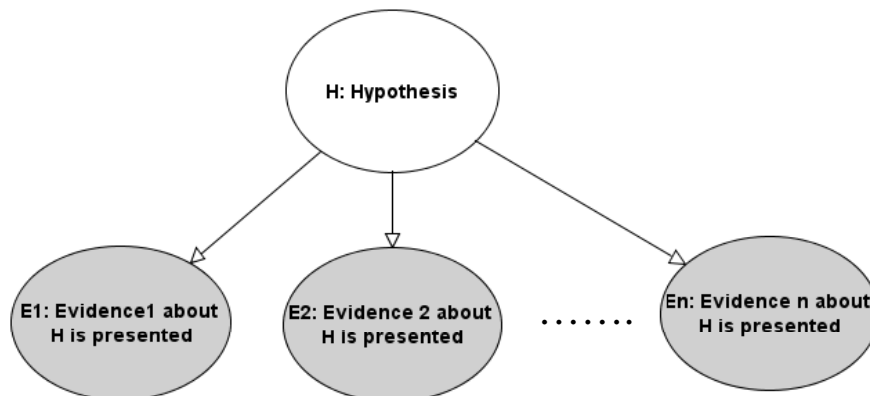 H: Hypothesis
E1: Evidence1 about
H is presented
E2: Evidence 2 about
H is presented
.......
En: Evidence n about
H is presented